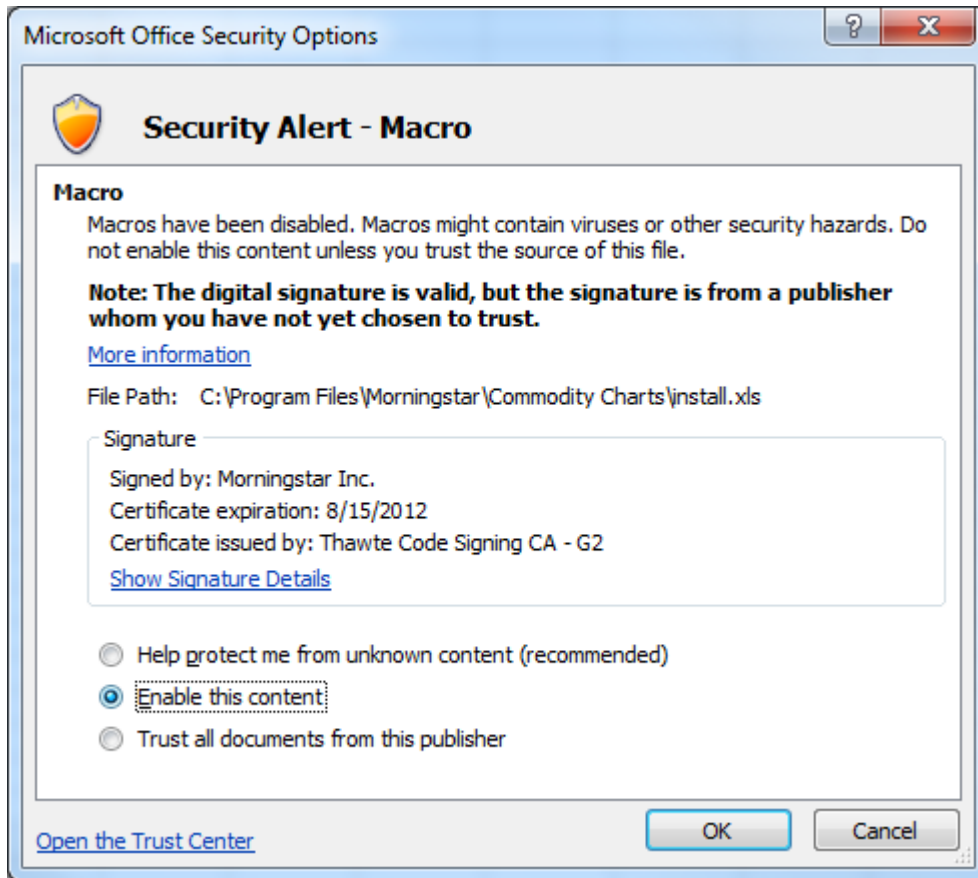 Microsoft Office Security Options
Security Alert - Macro
Macro
Macros have been disabled. Macros might contain viruses or other security hazards. Do
not enable this content unless you trust the source of this file.
Note: The digital signature is valid, but the signature is from a publisher
whom you have not yet chosen to trust.
More information
File Path: C:\Program Files\Morningstar\Commodity Charts\install.xls
Signature
Signed by: Morningstar Inc.
Certificate expiration: 8/15/2012
Certificate issued by: Thawte Code Signing CA - G2
Show Signature Details
Help protect me from unknown content (recommended)
Enable this content
Trust all documents from this publisher
Open the Trust Center
OK
Cancel